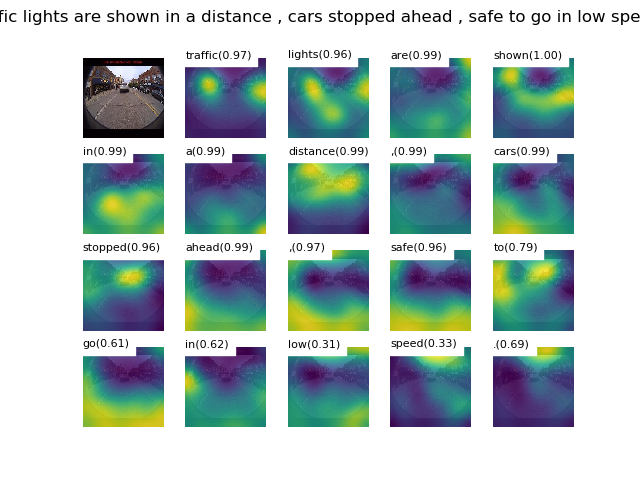 fic lights are shown in a distance , cars stopped ahead , safe to go in low spe
traffic(0.97) lights(0.96) are(0.99) shown(1.00)
in(0.99) a(0.99) distance(0.99) ,(0.99) cars(0.99)
stopped(0.96) ahead(0.99) ,(0.97) safe(0.96) to(0.79)
go(0.61) in(0.62) low(0.31) speed(0.33) .(0.69)